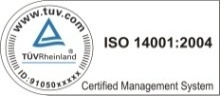 www.tuv.com
TÜVRheinland
ID:91050xxxxx
ISO 14001:2004
Certified Management System